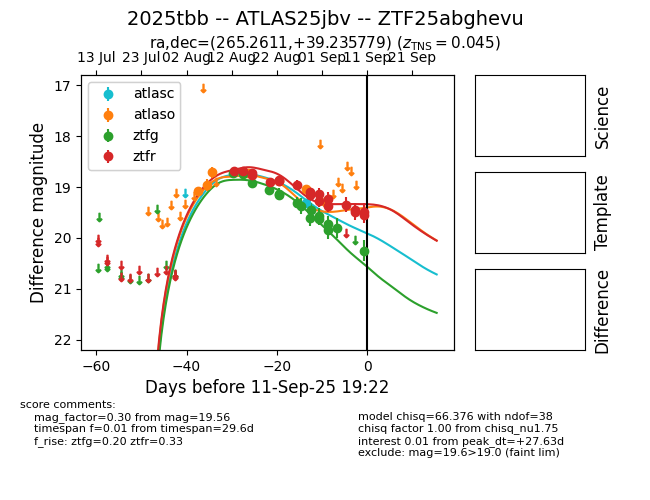 2025tbb -- ATLAS25jbv -- ZTF25abghevu
ra,dec=(265.2611,+39.235779) (z_TNS = 0.045)
13 Jul 23 Jul 02 Aug 12 Aug 22 Aug 01 Sep 11 Sep 21 Sep
atlasc
atlaso
ztfg
ztfr
17
18
19
20
21
22
Difference magnitude
−60 −40 −20 0
Days before 11-Sep-25 19:22
Science
Template
Difference
score comments:
mag_factor=0.30 from mag=19.56
timespan f=0.01 from timespan=29.6d
f_rise: ztfg=0.20 ztfr=0.33
model chisq=66.376 with ndof=38
chisq factor 1.00 from chisq_nu1.75
interest 0.01 from peak_dt=+27.63d
exclude: mag=19.6>19.0 (faint lim)